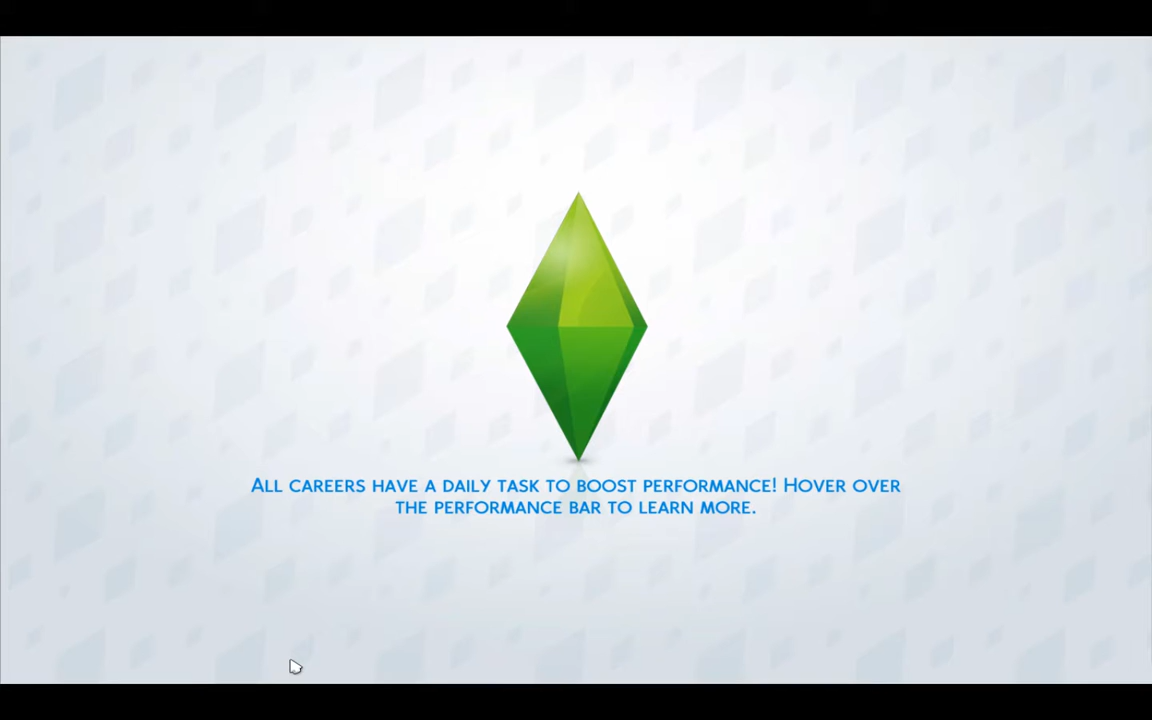 All careers have a daily task to boost performance! Hover over
the performance bar to learn more.